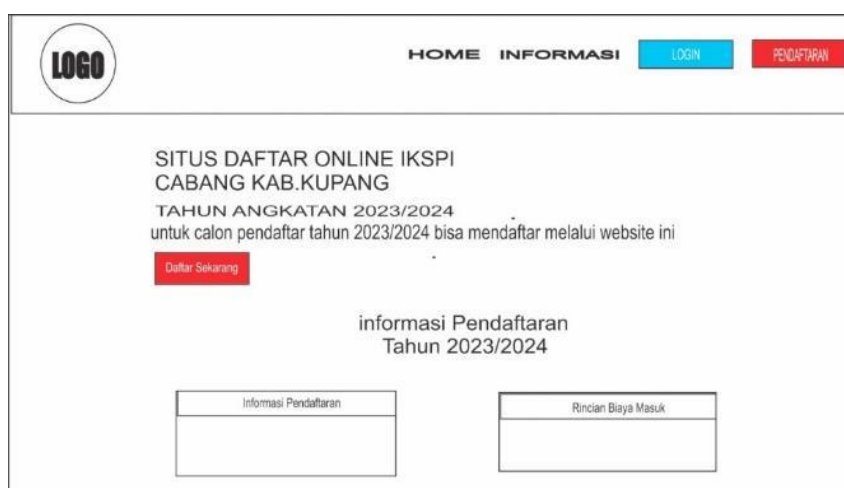 LOGO
HOME INFORMASI LOGIN PENDAFTARAN
SITUS DAFTAR ONLINE IKSPI
CABANG KAB.KUPANG
TAHUN ANGKATAN 2023/2024
untuk calon pendaftar tahun 2023/2024 bisa mendaftar melalui website ini
Daftar Sekarang
informasi Pendaftaran
Tahun 2023/2024
Informasi Pendaftaran
Rincian Biaya Masuk